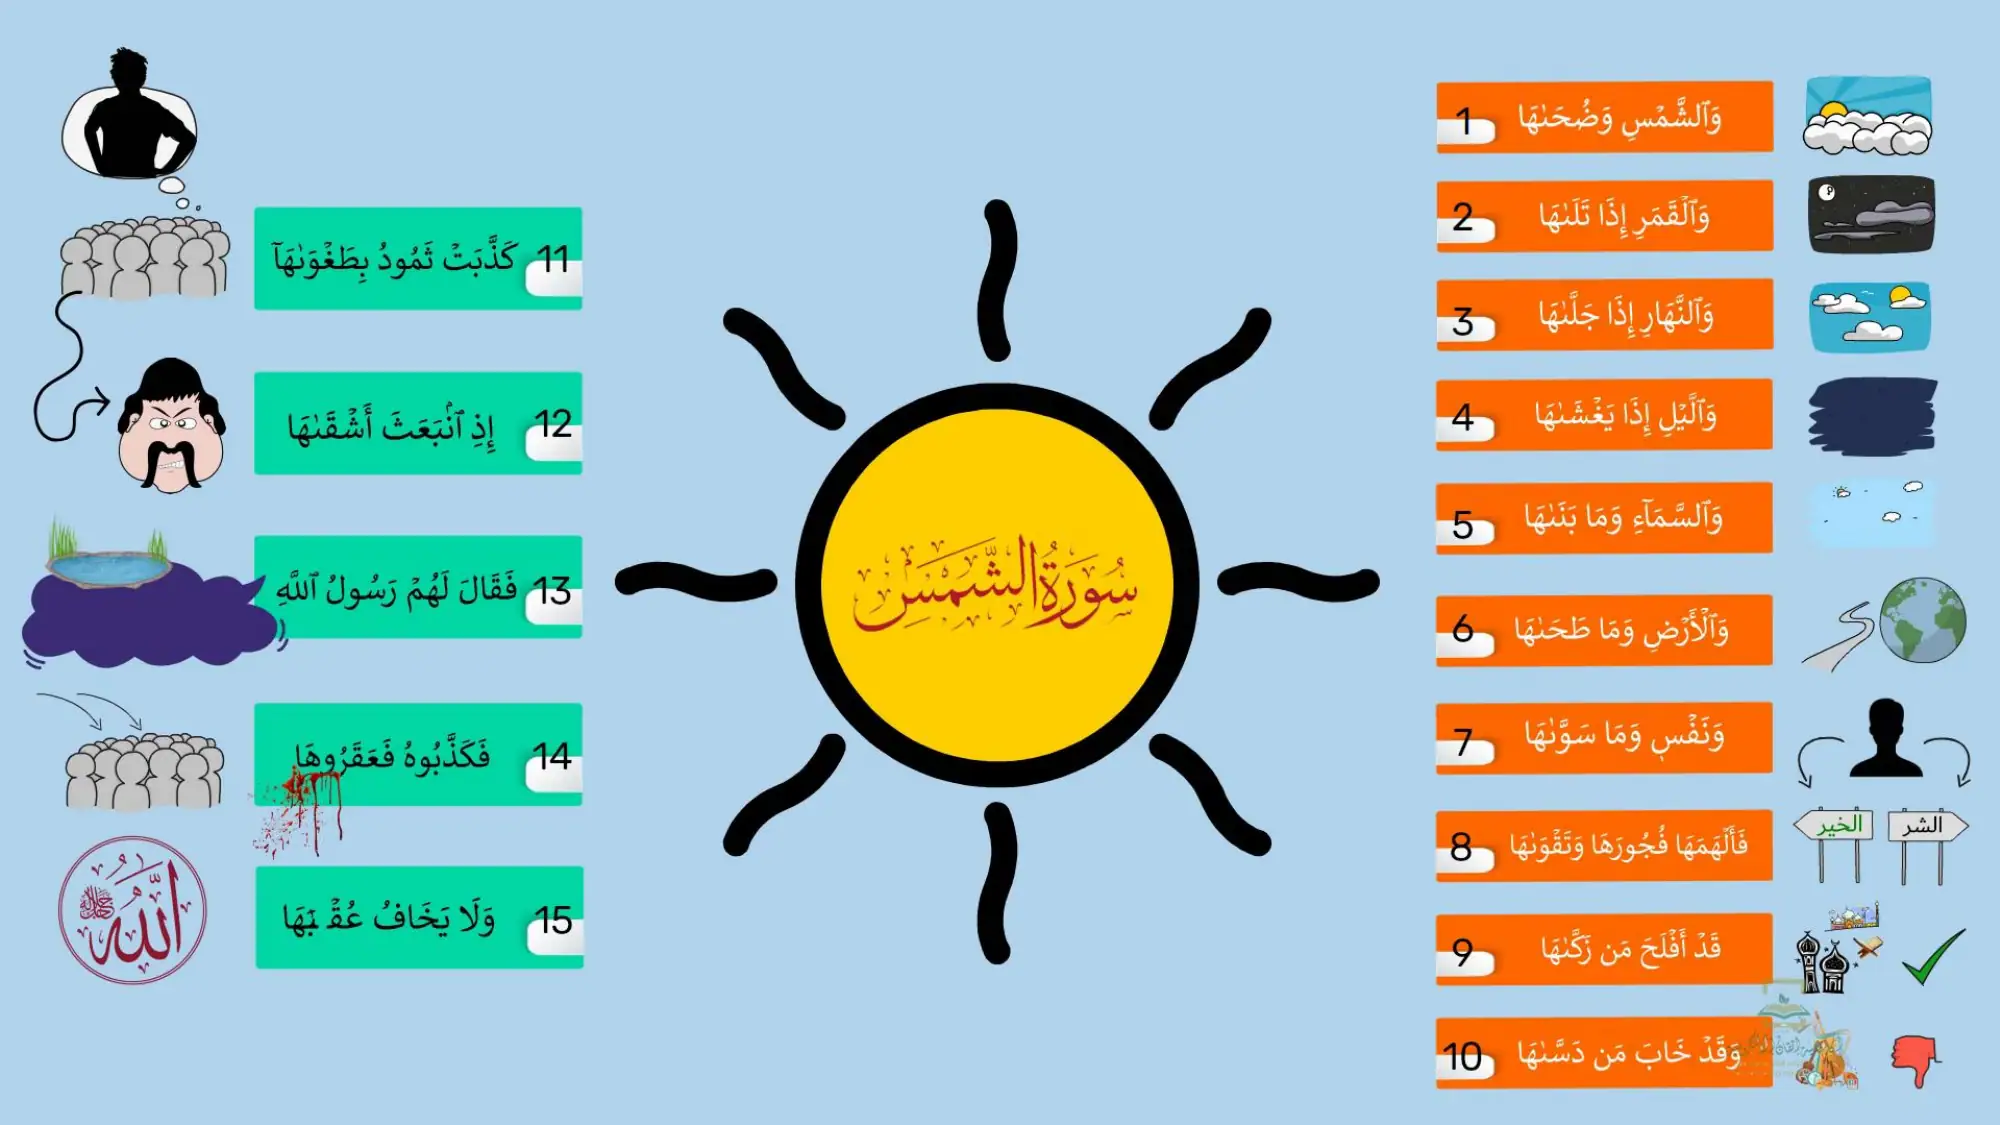 سُورَةُ الشَّمْسِ
1 وَٱلشَّمْسِ وَضُحَىٰهَا
2 وَٱلْقَمَرِ إِذَا تَلَىٰهَا
3 وَٱلنَّهَارِ إِذَا جَلَّىٰهَا
4 وَٱلَّيْلِ إِذَا يَغْشَىٰهَا
5 وَٱلسَّمَآءِ وَمَا بَنَىٰهَا
6 وَٱلْأَرْضِ وَمَا طَحَىٰهَا
7 وَنَفْسٍ وَمَا سَوَّىٰهَا
8 فَأَلْهَمَهَا فُجُورَهَا وَتَقْوَىٰهَا
الشر
الخير
9 قَدْ أَفْلَحَ مَن زَكَّىٰهَا
10 وَقَدْ خَابَ مَن دَسَّىٰهَا
11 كَذَّبَتْ ثَمُودُ بِطَغْوَىٰهَآ
12 إِذِ ٱنۢبَعَثَ أَشْقَىٰهَا
13 فَقَالَ لَهُمْ رَسُولُ ٱللَّهِ
14 فَكَذَّبُوهُ فَعَقَرُوهَا
15 وَلَا يَخَافُ عُقْبَٰهَا
الله جل جلاله